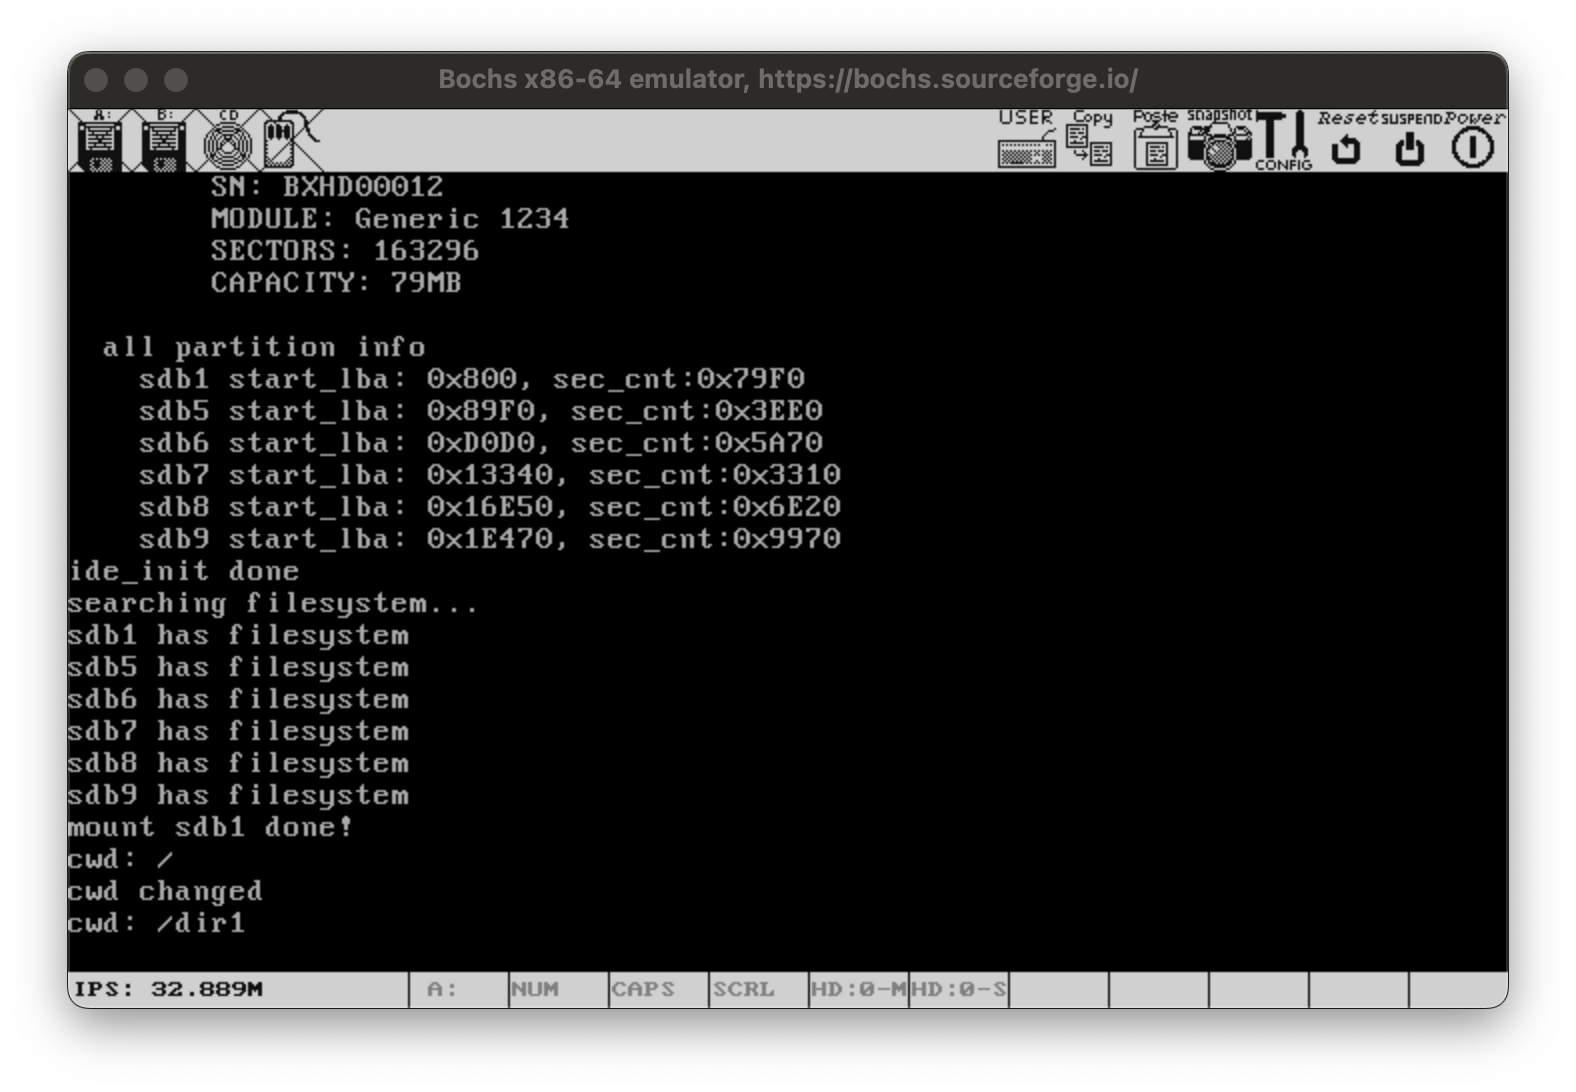 Bochs x86-64 emulator, https://bochs.sourceforge.io/
A: B: CD USER Copy Paste snapshot CONFIG Reset SUSPEND Power
SN: BXHD00012
MODULE: Generic 1234
SECTORS: 163296
CAPACITY: 79MB
all partition info
sdb1 start_lba: 0x800, sec_cnt:0x79F0
sdb5 start_lba: 0x89F0, sec_cnt:0x3EE0
sdb6 start_lba: 0xD0D0, sec_cnt:0x5A70
sdb7 start_lba: 0x13340, sec_cnt:0x3310
sdb8 start_lba: 0x16E50, sec_cnt:0x6E20
sdb9 start_lba: 0x1E470, sec_cnt:0x9970
ide_init done
searching filesystem...
sdb1 has filesystem
sdb5 has filesystem
sdb6 has filesystem
sdb7 has filesystem
sdb8 has filesystem
sdb9 has filesystem
mount sdb1 done!
cwd: /
cwd changed
cwd: /dir1
IPS: 32.889M A: NUM CAPS SCRL HD:0-M HD:0-S